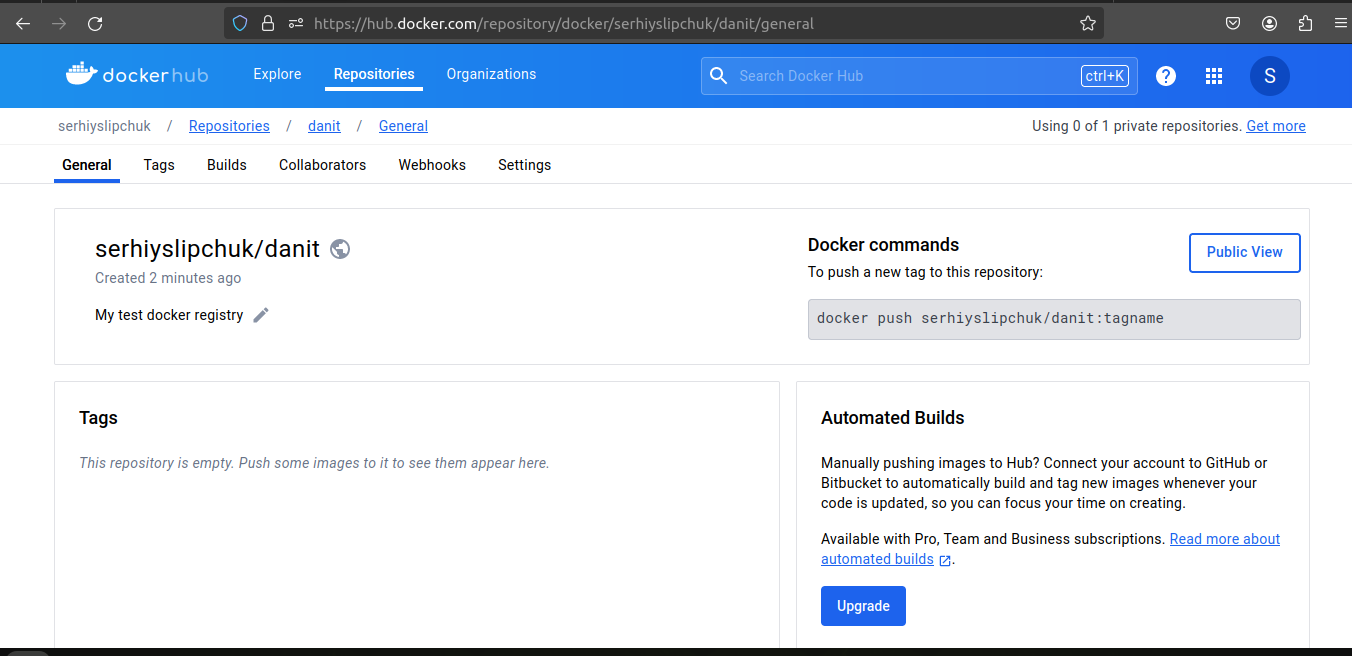 https://hub.docker.com/repository/docker/serhiyslipchuk/danit/general
dockerhub Explore Repositories Organizations Search Docker Hub ctrl+K ? S
serhiyslipchuk / Repositories / danit / General Using 0 of 1 private repositories. Get more
General Tags Builds Collaborators Webhooks Settings
serhiyslipchuk/danit
Created 2 minutes ago
My test docker registry
Docker commands
Public View
To push a new tag to this repository:
docker push serhiyslipchuk/danit:tagname
Tags
This repository is empty. Push some images to it to see them appear here.
Automated Builds
Manually pushing images to Hub? Connect your account to GitHub or
Bitbucket to automatically build and tag new images whenever your
code is updated, so you can focus your time on creating.
Available with Pro, Team and Business subscriptions. Read more about
automated builds .
Upgrade